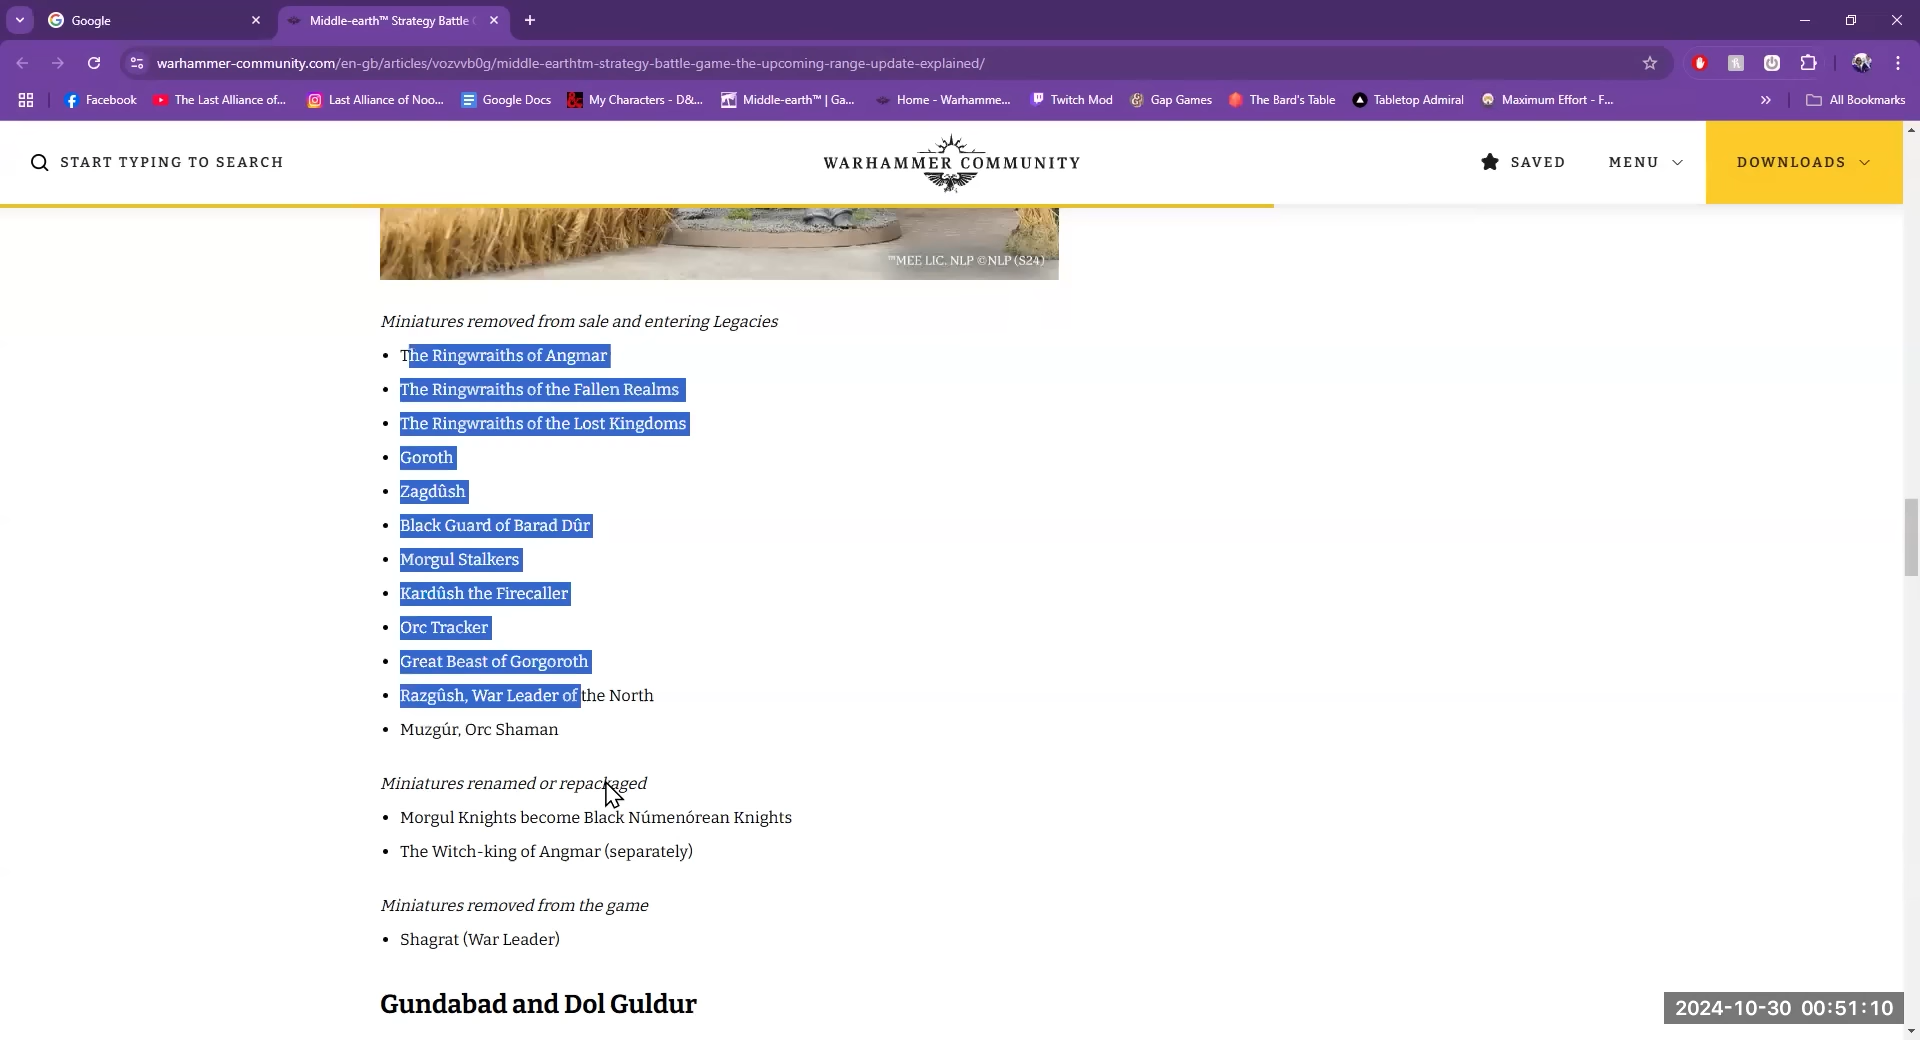 Google
Middle-earth™ Strategy Battle
warhammer-community.com/en-gb/articles/vozvvb0g/middle-earthtm-strategy-battle-game-the-upcoming-range-update-explained/
Facebook
The Last Alliance of...
Last Alliance of Noo...
Google Docs
My Characters - D&...
Middle-earth™ | Ga...
Home - Warhamme...
Twitch Mod
Gap Games
The Bard's Table
Tabletop Admiral
Maximum Effort - F...
All Bookmarks
START TYPING TO SEARCH
WARHAMMER COMMUNITY
SAVED
MENU
DOWNLOADS
™MEE LIC. NLP ©NLP (S24)
Miniatures removed from sale and entering Legacies
• The Ringwraiths of Angmar
• The Ringwraiths of the Fallen Realms
• The Ringwraiths of the Lost Kingdoms
• Goroth
• Zagdûsh
• Black Guard of Barad Dûr
• Morgul Stalkers
• Kardûsh the Firecaller
• Orc Tracker
• Great Beast of Gorgoroth
• Razgûsh, War Leader of the North
• Muzgúr, Orc Shaman
Miniatures renamed or repackaged
• Morgul Knights become Black Númenórean Knights
• The Witch-king of Angmar (separately)
Miniatures removed from the game
• Shagrat (War Leader)
Gundabad and Dol Guldur
2024-10-30 00:51:10